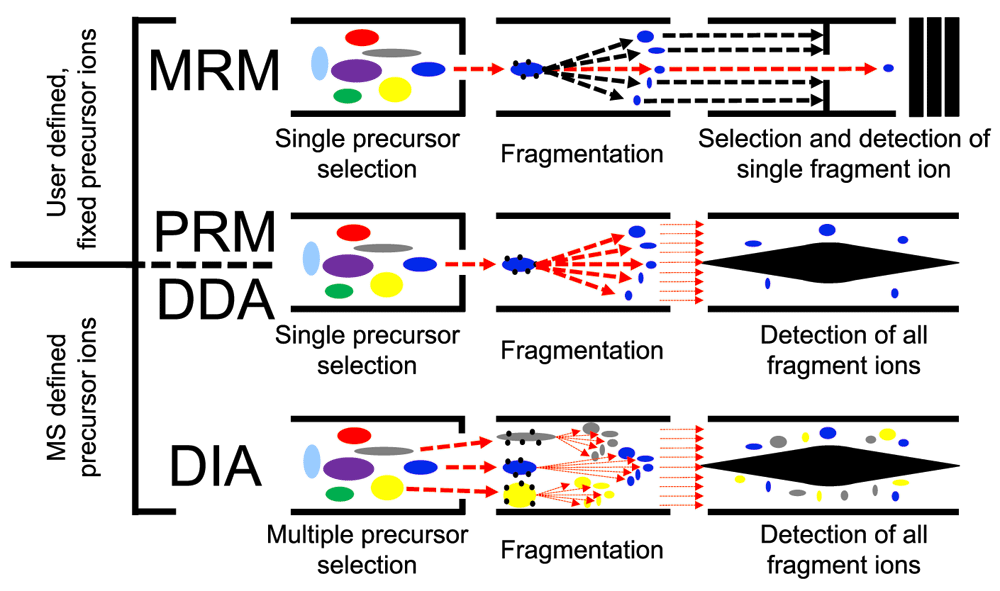 User defined,
fixed precursor ions
MS defined
precursor ions
MRM
Single precursor
selection
Fragmentation
Selection and detection of
single fragment ion
PRM
DDA
Single precursor
selection
Fragmentation
Detection of all
fragment ions
DIA
Multiple precursor
selection
Fragmentation
Detection of all
fragment ions